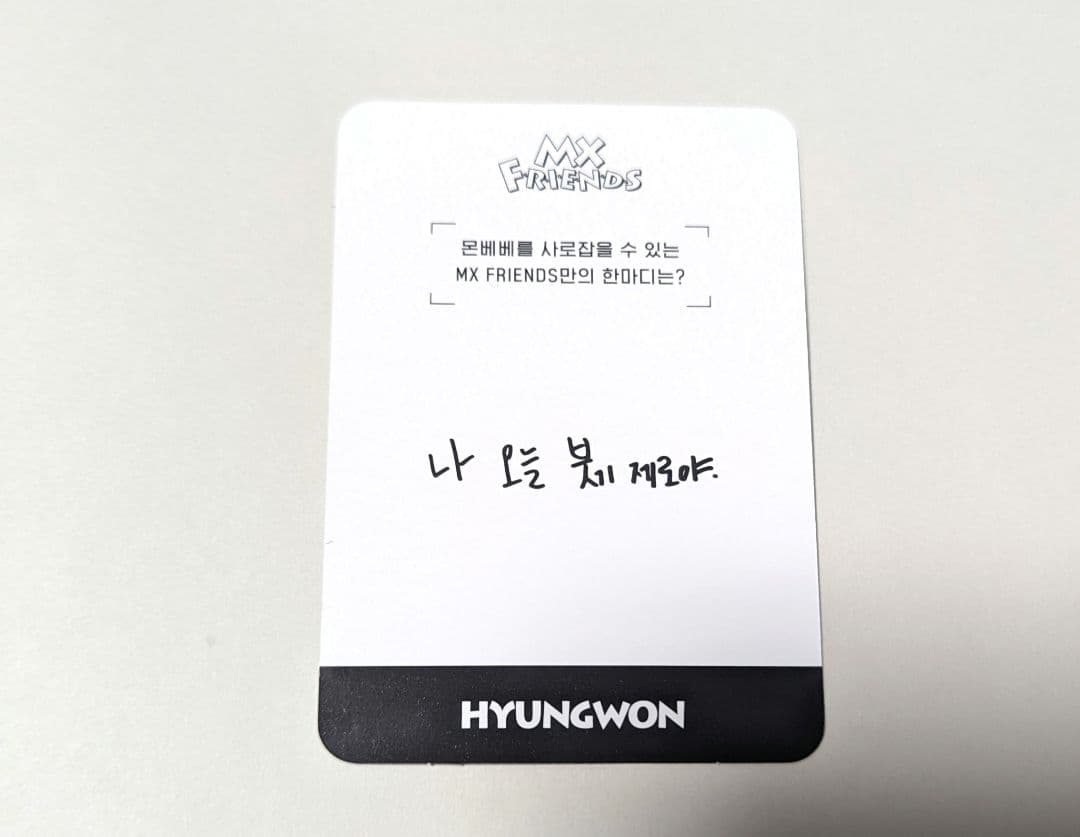 MX
FRIENDS
몬베베를 사로잡을 수 있는
MX FRIENDS만의 한마디는?
나 오늘 붓기 제로야.
HYUNGWON